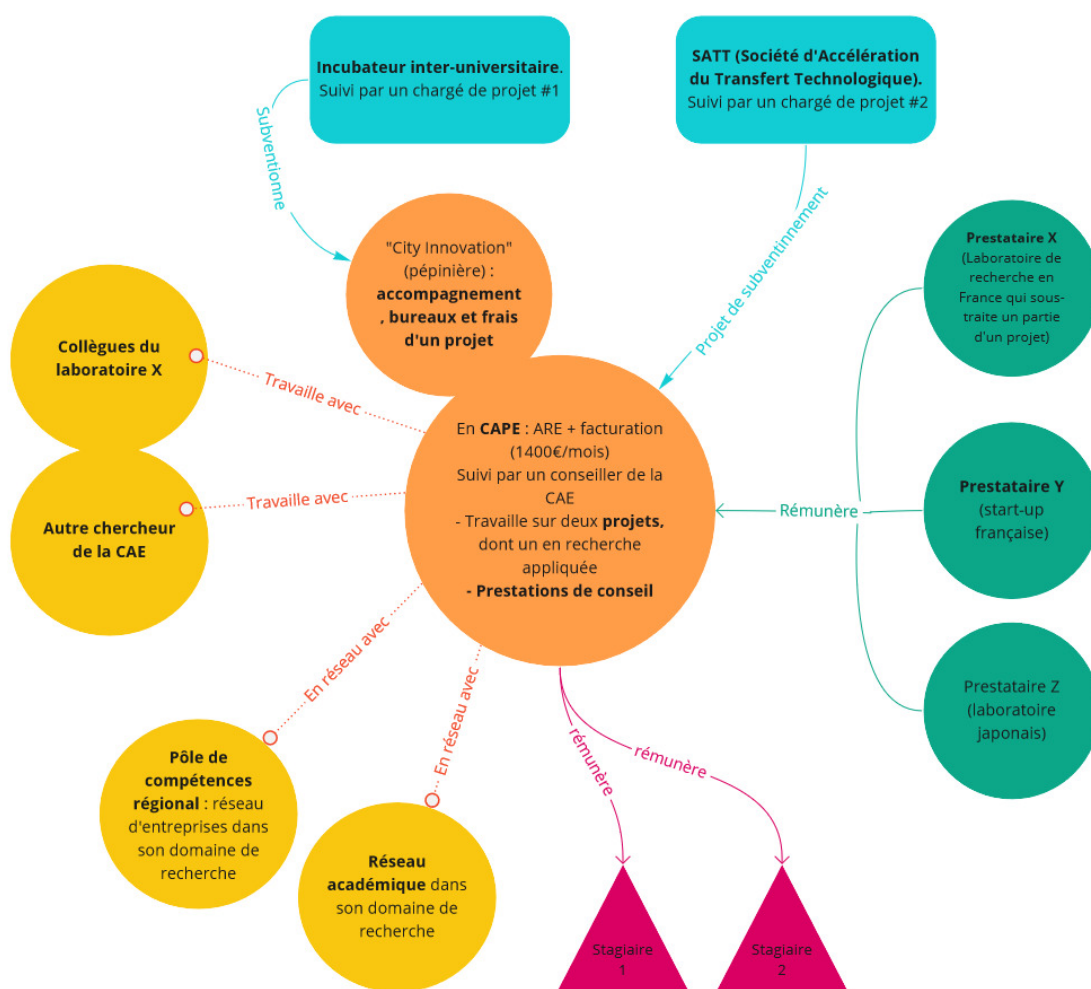 Incubateur inter-universitaire.
Suivi par un chargé de projet #1
SATT (Société d'Accélération
du Transfert Technologique).
Suivi par un chargé de projet #2
Subventionne
Projet de subventinnement
"City Innovation"
(pépinière) :
accompagnement
, bureaux et frais
d'un projet
Prestataire X
(Laboratoire de
recherche en
France qui sous-
traite un partie
d'un projet)
Collègues du
laboratoire X
Travaille avec
En CAPE : ARE + facturation
(1400€/mois)
Suivi par un conseiller de la
CAE
- Travaille sur deux projets,
dont un en recherche
appliquée
- Prestations de conseil
Travaille avec
Autre chercheur
de la CAE
Rémunère
Prestataire Y
(start-up
française)
En réseau avec
En réseau avec
Prestataire Z
(laboratoire
japonais)
Pôle de
compétences
régional : réseau
d'entreprises dans
son domaine de
recherche
Réseau
académique dans
son domaine de
recherche
rémunère
rémunère
Stagiaire
1
Stagiaire
2